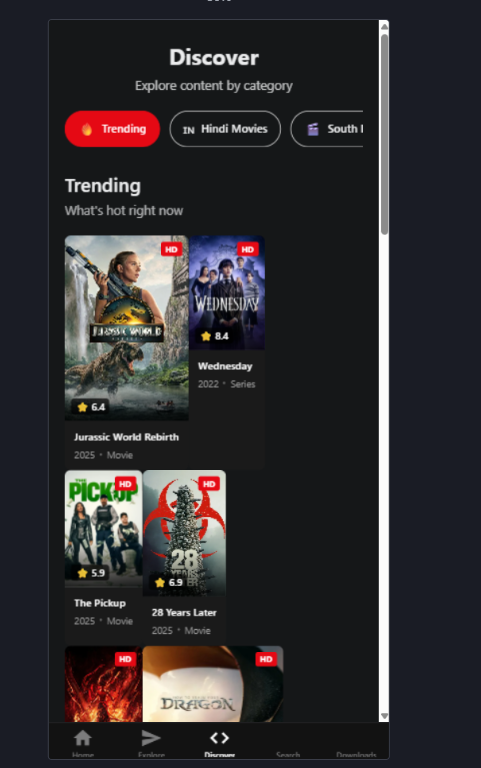 Discover
Explore content by category
Trending
IN Hindi Movies
South
Trending
What's hot right now
HD
JURASSIC WORLD
6.4
Jurassic World Rebirth
2025 • Movie
HD
WEDNESDAY
8.4
Wednesday
2022 • Series
HD
THE
PICKUP
5.9
The Pickup
2025 • Movie
HD
28
YEARS
6.9
28 Years Later
2025 • Movie
HD
HD
DRAGON
Home
Explore
Discover
Search
Downloads